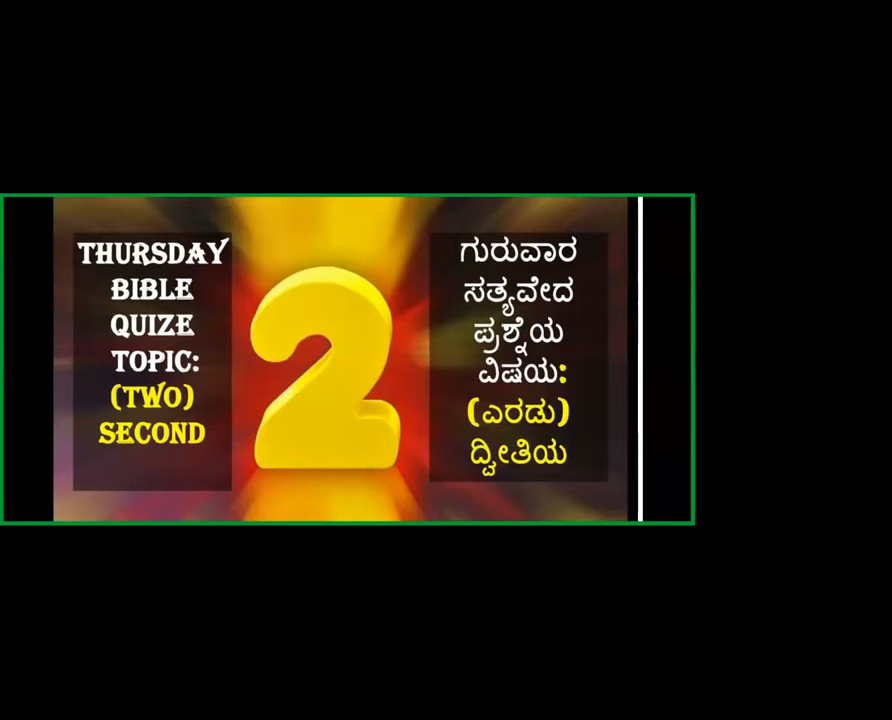 THURSDAY
BIBLE
QUIZE
TOPIC:
(TWO)
SECOND
2
ಗುರುವಾರ
ಸತ್ಯವೇದ
ಪ್ರಶ್ನೆಯ
ವಿಷಯ:
(ಎರಡು)
ದ್ವಿತೀಯ